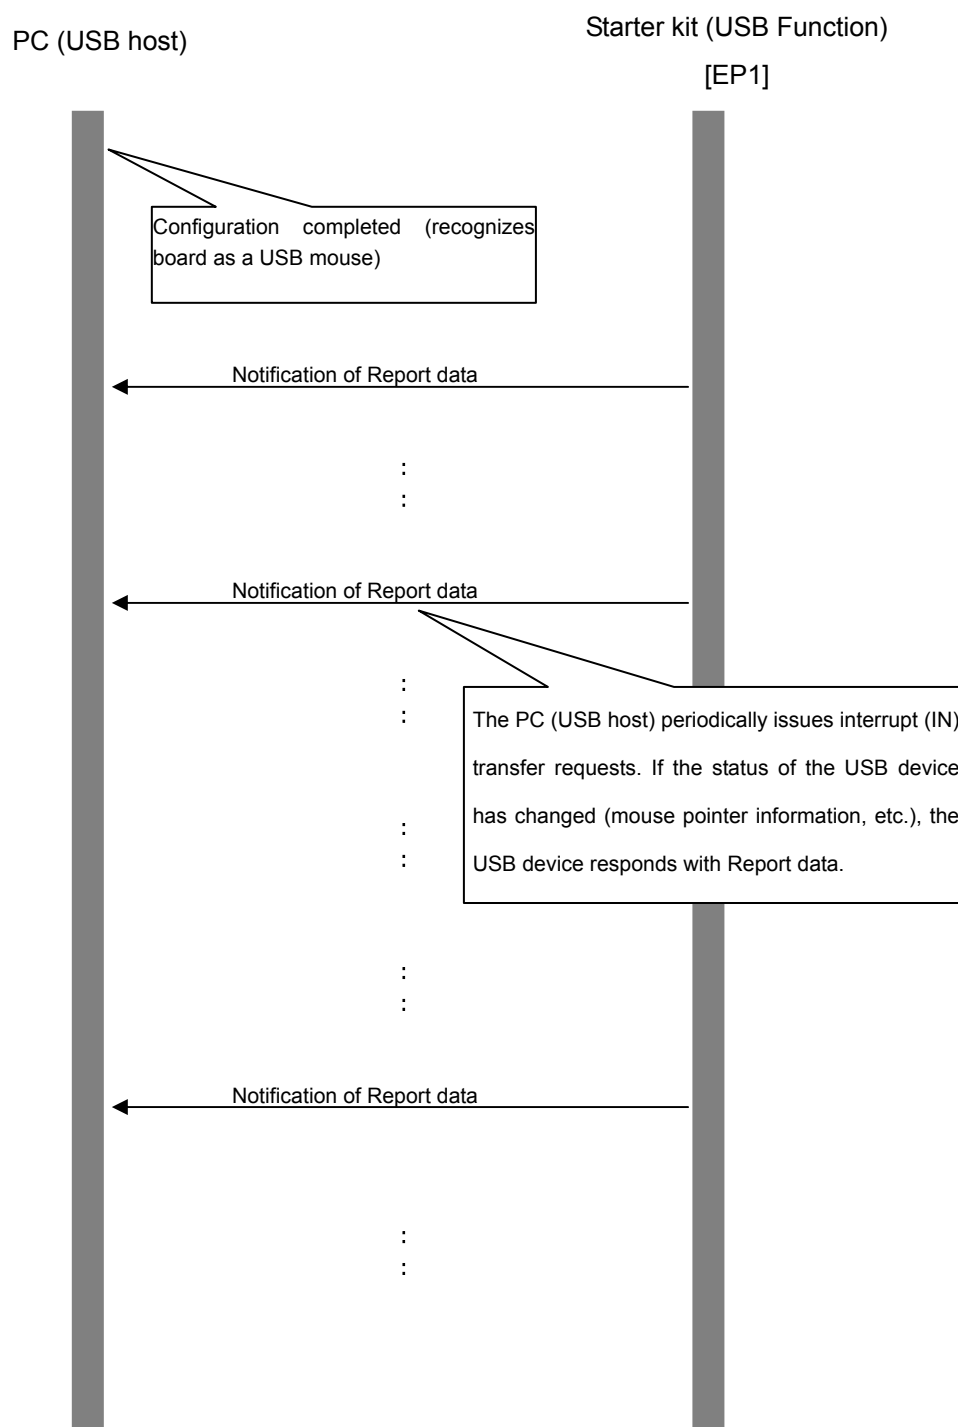 PC (USB host)
Starter kit (USB Function)
[EP1]
Configuration completed (recognizes
board as a USB mouse)
Notification of Report data
:
:
Notification of Report data
:
:
The PC (USB host) periodically issues interrupt (IN)
transfer requests. If the status of the USB device
has changed (mouse pointer information, etc.), the
USB device responds with Report data.
:
:
:
:
Notification of Report data
:
: